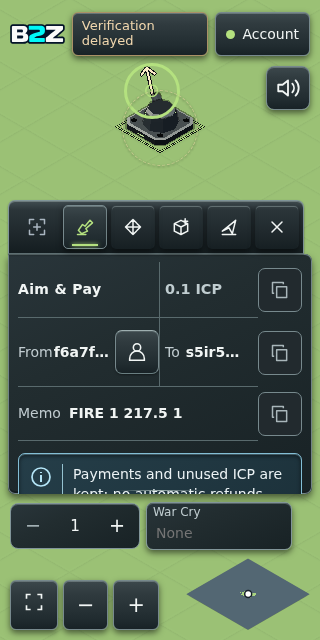 B2Z
Verification
delayed
Account
Aim & Pay
0.1 ICP
From f6a7f...
To s5ir5...
Memo FIRE 1 217.5 1
Payments and unused ICP are
kept; no automatic refunds
− 1 +
War Cry
None
− +